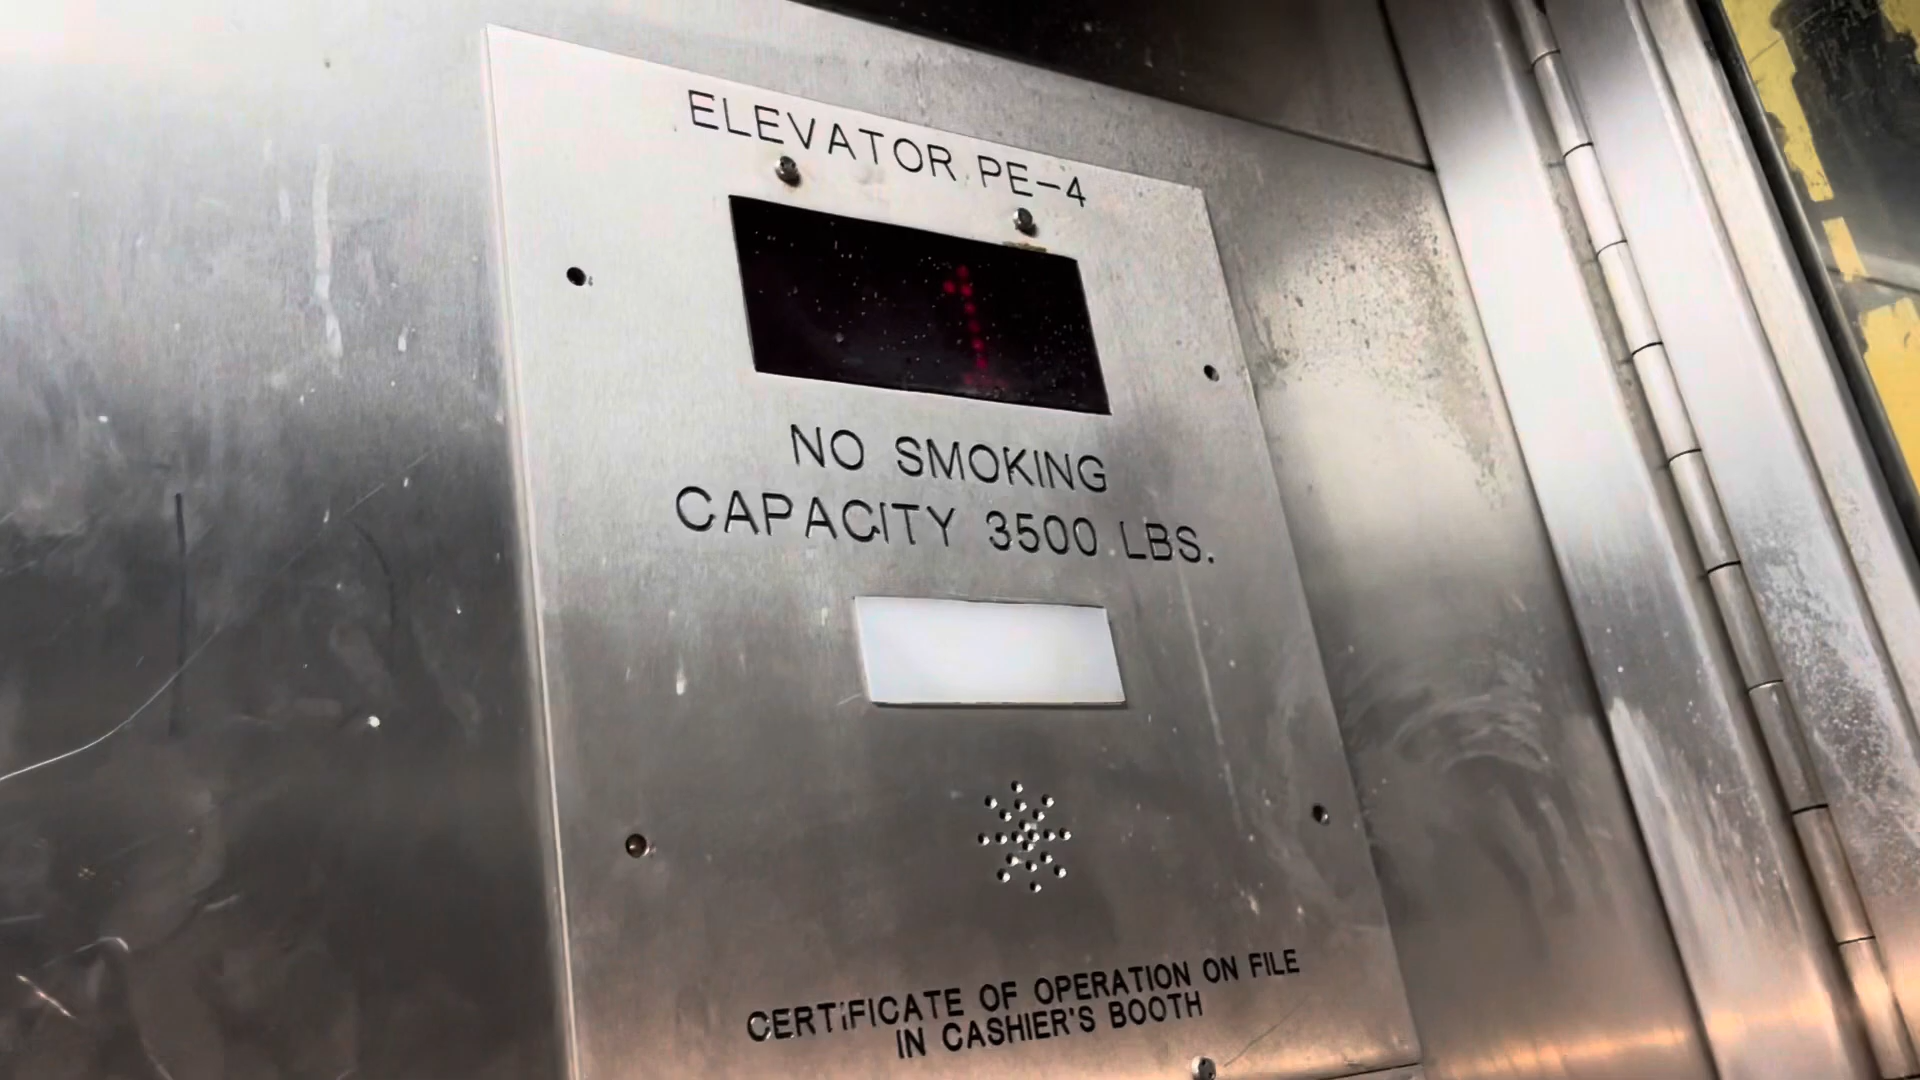 ELEVATOR PE-4
1
NO SMOKING
CAPACITY 3500 LBS.
CERTIFICATE OF OPERATION ON FILE
IN CASHIER'S BOOTH